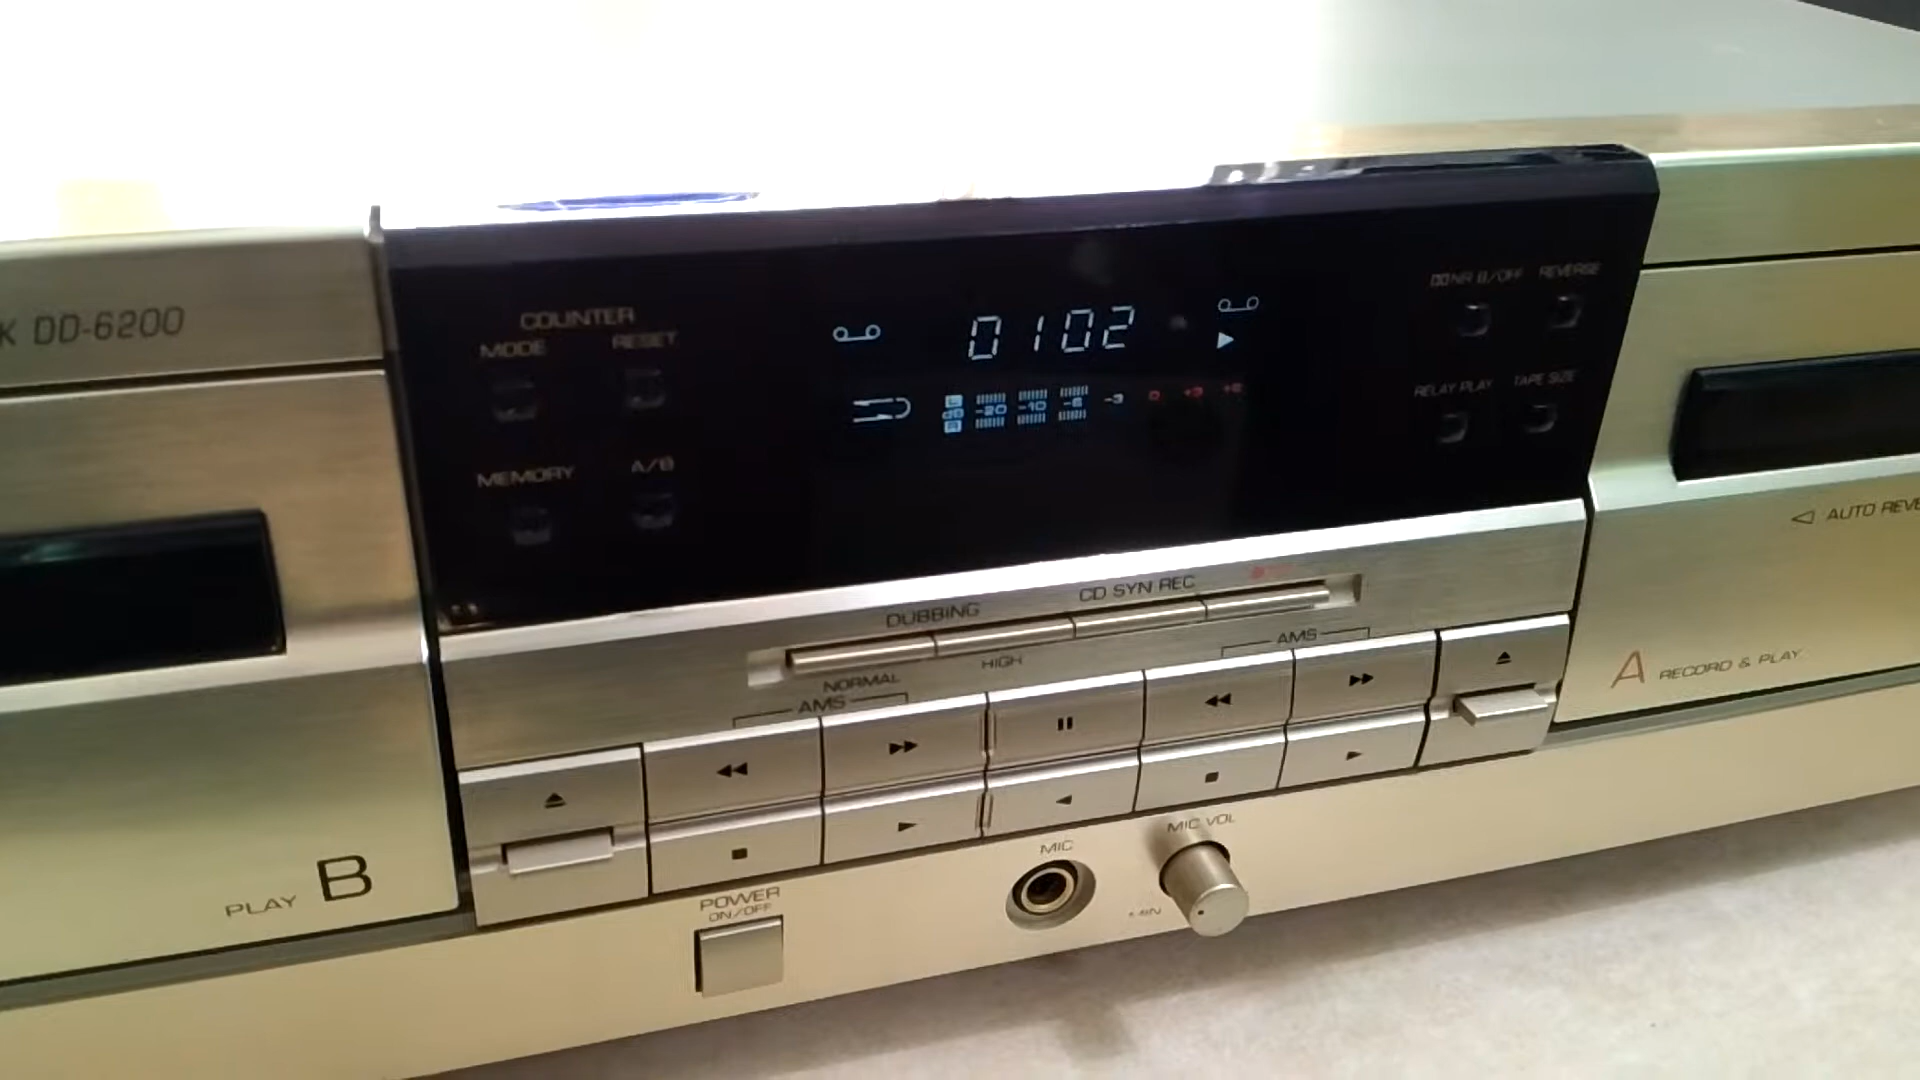 K DD-6200
COUNTER
MODE
RESET
MEMORY
A/B
0102
L
dB -20 -10 -6 -3 0 +3 +6
R
NR B/OFF
REVERSE
RELAY PLAY
TAPE SIZE
AUTO REVE
DUBBING
CD SYN REC
NORMAL
HIGH
AMS
AMS
A RECORD & PLAY
PLAY B
POWER
ON/OFF
MIC
MIC VOL
MIN